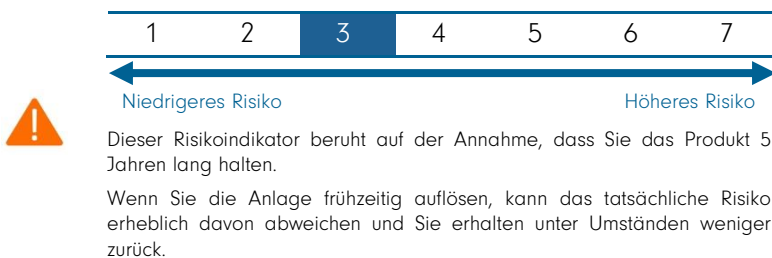 1 2 3 4 5 6 7
Niedrigeres Risiko Höheres Risiko
Dieser Risikoindikator beruht auf der Annahme, dass Sie das Produkt 5
Jahren lang halten.
Wenn Sie die Anlage frühzeitig auflösen, kann das tatsächliche Risiko
erheblich davon abweichen und Sie erhalten unter Umständen weniger
zurück.